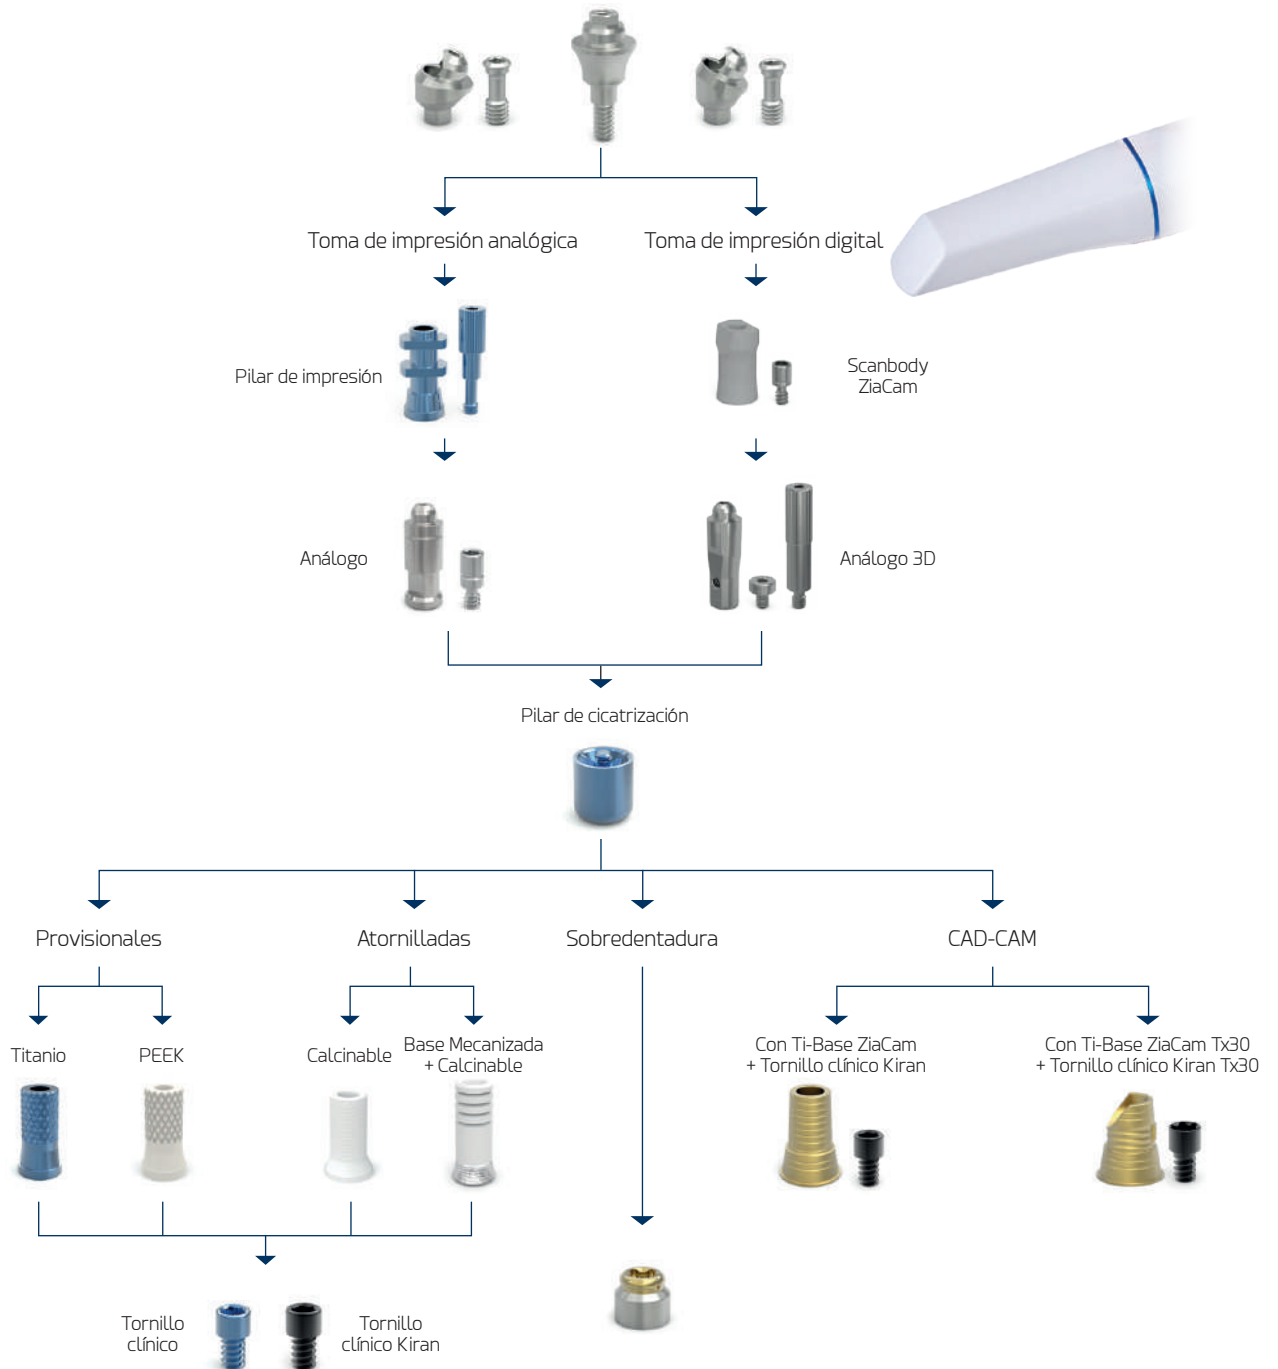 Toma de impresión analógica
Toma de impresión digital
Pilar de impresión
Scanbody
ZiaCam
Análogo
Análogo 3D
Pilar de cicatrización
Provisionales
Atornilladas
Sobredentadura
CAD-CAM
Titanio
PEEK
Calcinable
Base Mecanizada
+ Calcinable
Con Ti-Base ZiaCam
+ Tornillo clínico Kiran
Con Ti-Base ZiaCam Tx30
+ Tornillo clínico Kiran Tx30
Tornillo
clínico
Tornillo
clínico Kiran